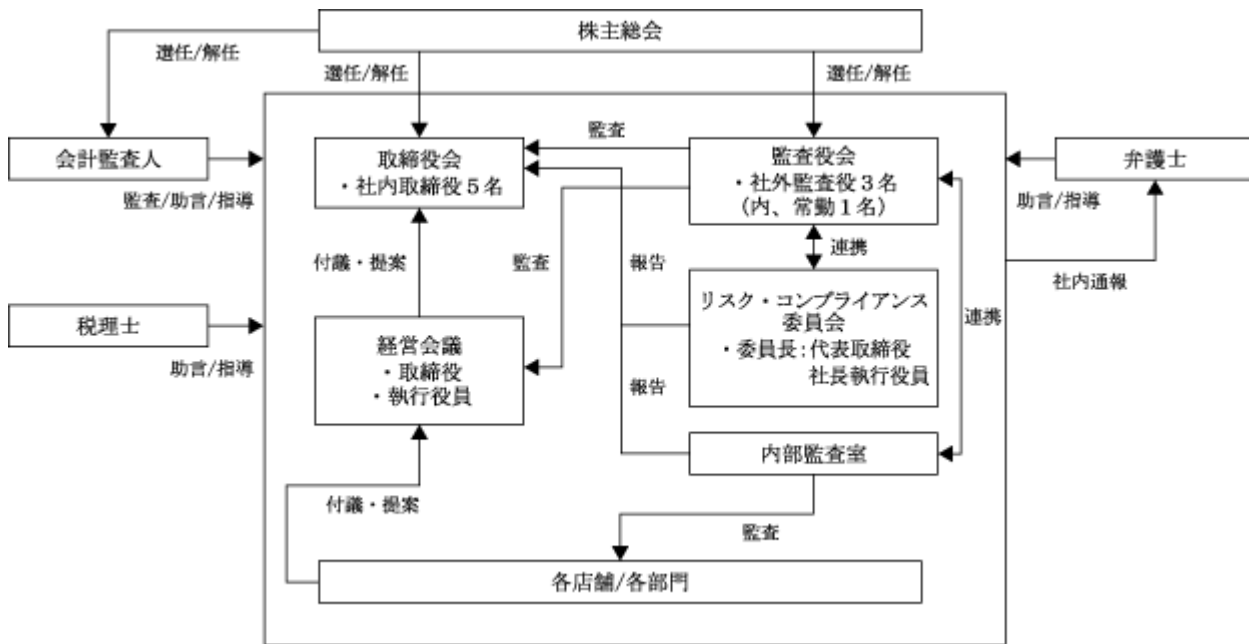 株主総会
選任/解任
選任/解任
選任/解任
会計監査人
監査/助言/指導
取締役会
・社内取締役5名
監査
監査役会
・社外監査役3名
(内、常勤1名)
弁護士
助言/指導
社内通報
付議・提案
監査
報告
連携
連携
税理士
助言/指導
経営会議
・取締役
・執行役員
リスク・コンプライアンス
委員会
・委員長:代表取締役
社長執行役員
報告
内部監査室
付議・提案
監査
各店舗/各部門